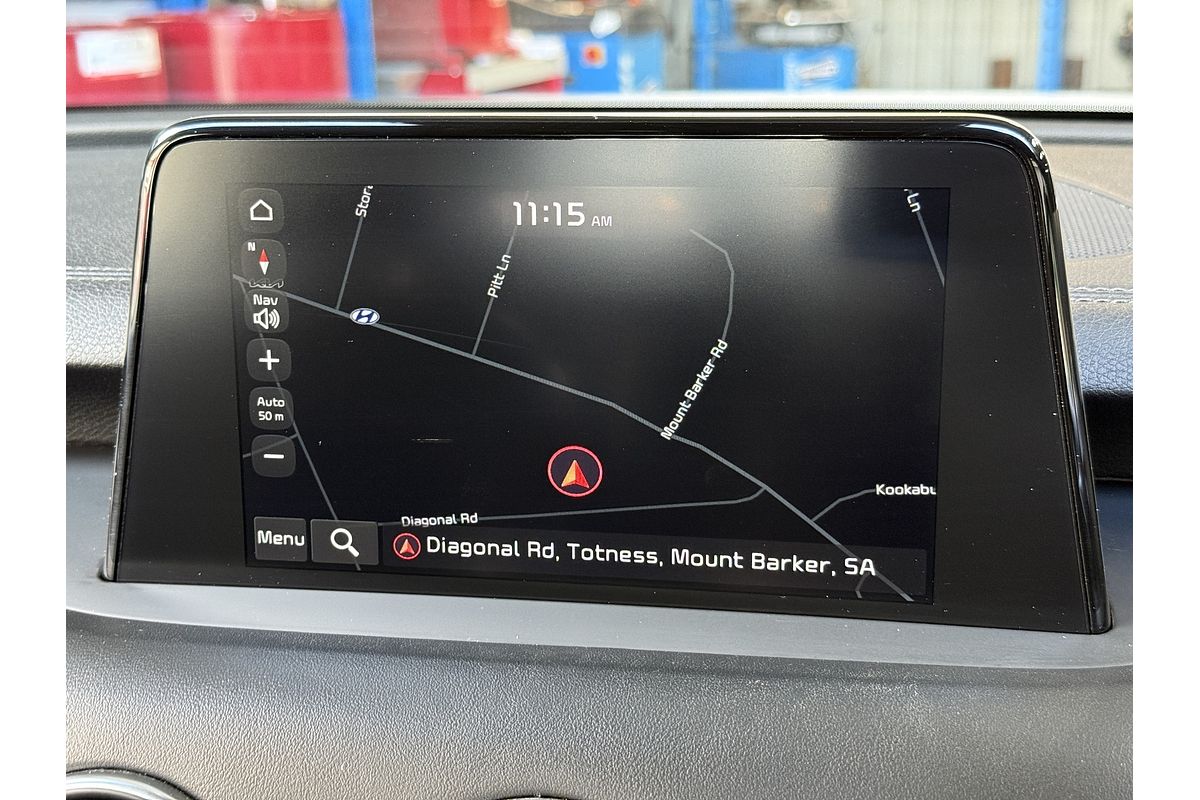 11:15 AM
N
Nav
Auto
50 m
Menu
Pitt Ln
Ln
Mount Barker Rd
Kookabu
Diagonal Rd
Diagonal Rd, Totness, Mount Barker, SA